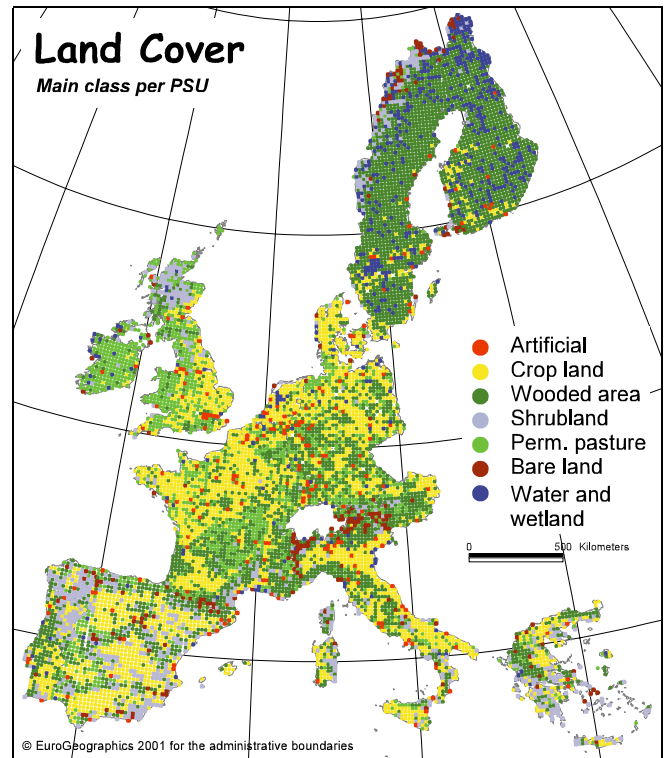 Land Cover
Main class per PSU
Artificial
Crop land
Wooded area
Shrubland
Perm. pasture
Bare land
Water and
wetland
0 500 Kilometers
© EuroGeographics 2001 for the administrative boundaries